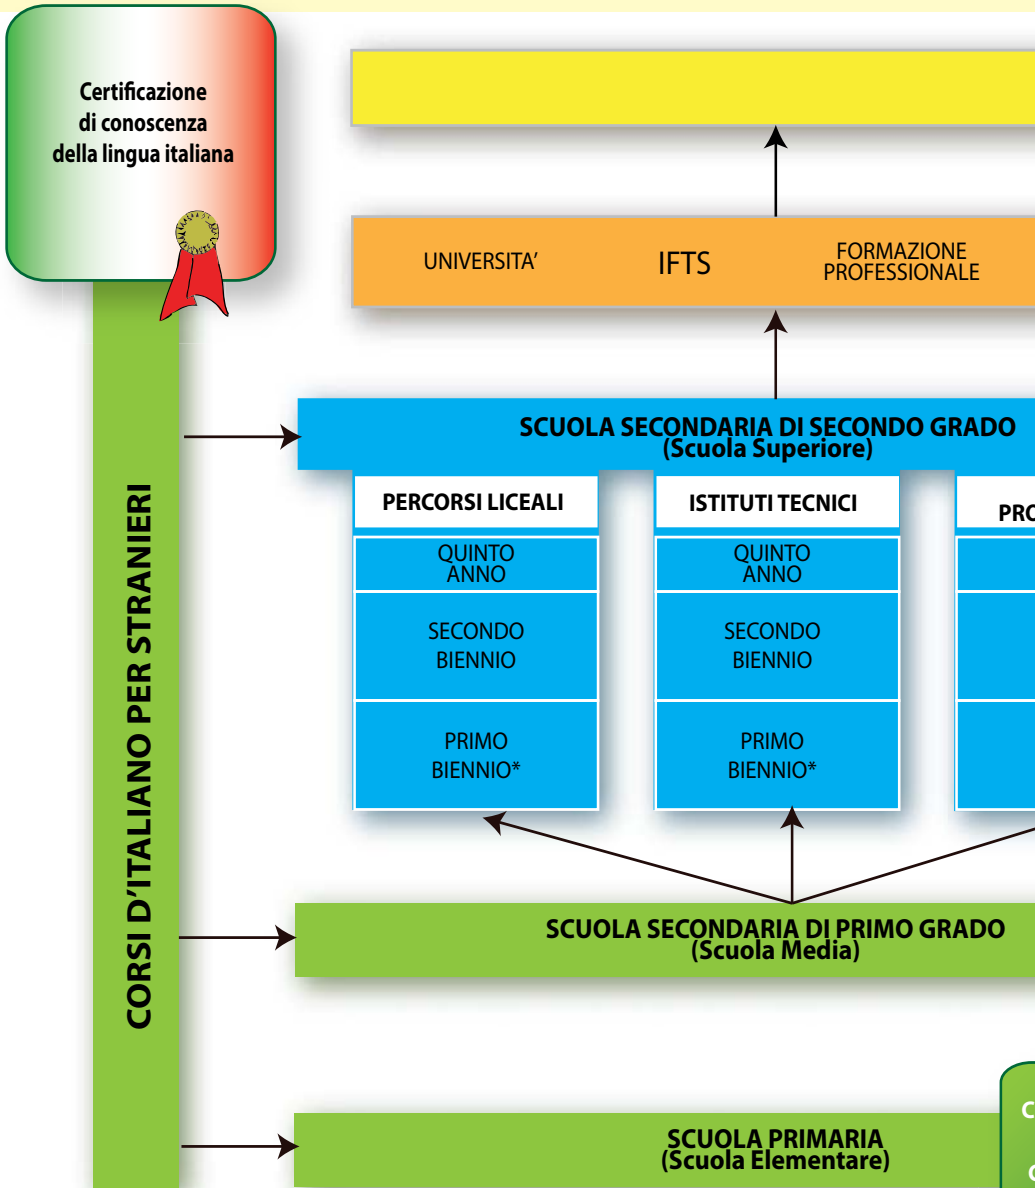 Certificazione
di conoscenza
della lingua italiana
UNIVERSITA’
IFTS
FORMAZIONE
PROFESSIONALE
SCUOLA SECONDARIA DI SECONDO GRADO
(Scuola Superiore)
PERCORSI LICEALI
QUINTO
ANNO
SECONDO
BIENNIO
PRIMO
BIENNIO*
ISTITUTI TECNICI
QUINTO
ANNO
SECONDO
BIENNIO
PRIMO
BIENNIO*
CORSI D’ITALIANO PER STRANIERI
SCUOLA SECONDARIA DI PRIMO GRADO
(Scuola Media)
SCUOLA PRIMARIA
(Scuola Elementare)